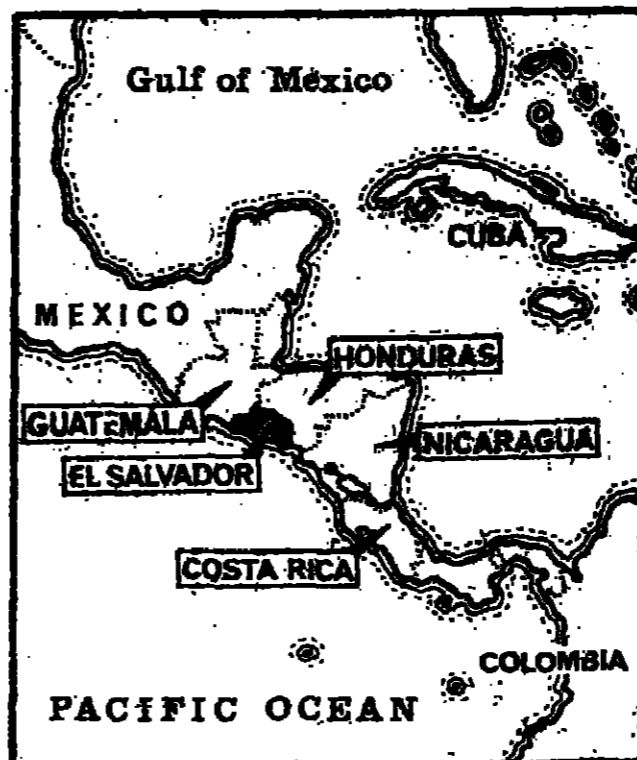 Gulf of Mexico
CUBA
MEXICO
HONDURAS
GUATEMALA
NICARAGUA
EL SALVADOR
COSTA RICA
COLOMBIA
PACIFIC OCEAN